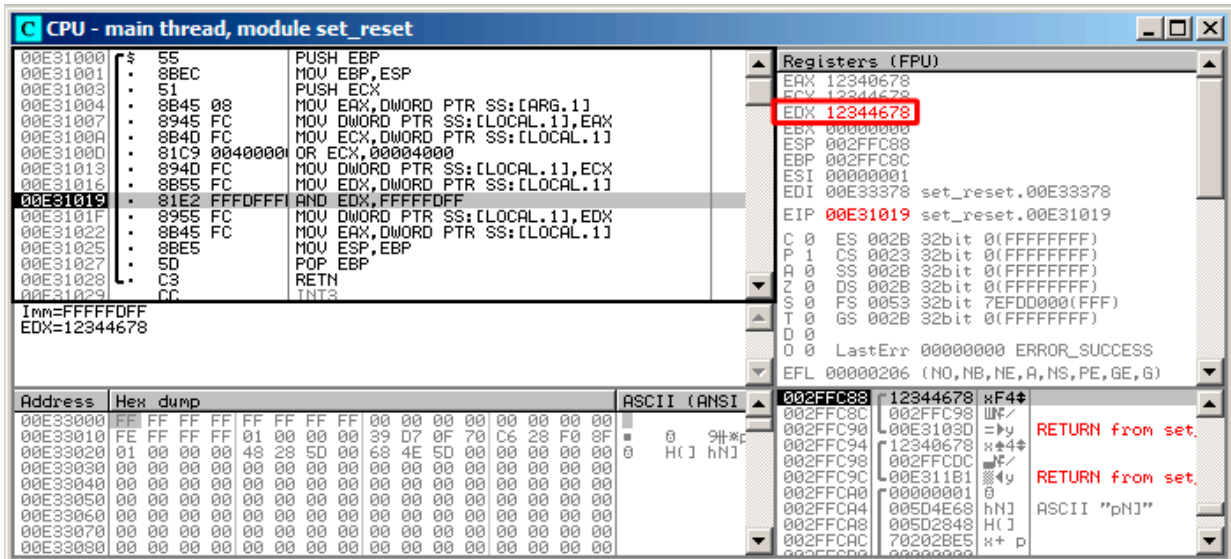 C CPU - main thread, module set_reset
00E31000 $ 55 PUSH EBP
00E31001 · 8BEC MOV EBP,ESP
00E31003 · 51 PUSH ECX
00E31004 · 8B45 08 MOV EAX,DWORD PTR SS:[ARG.1]
00E31007 · 8945 FC MOV DWORD PTR SS:[LOCAL.1],EAX
00E3100A · 8B4D FC MOV ECX,DWORD PTR SS:[LOCAL.1]
00E3100D · 81C9 0040000 OR ECX,00004000
00E31013 · 894D FC MOV DWORD PTR SS:[LOCAL.1],ECX
00E31016 · 8B55 FC MOV EDX,DWORD PTR SS:[LOCAL.1]
00E31019 · 81E2 FFFDFFF AND EDX,FFFFFDFF
00E3101F · 8955 FC MOV DWORD PTR SS:[LOCAL.1],EDX
00E31022 · 8B45 FC MOV EAX,DWORD PTR SS:[LOCAL.1]
00E31025 · 8BE5 MOV ESP,EBP
00E31027 · 5D POP EBP
00E31028 · C3 RETN
00E31029 CC INT3
Imm=FFFFFDFF
EDX=12344678
Registers (FPU)
EAX 12340678
ECX 12344678
EDX 12344678
EBX 00000000
ESP 002FFC88
EBP 002FFC8C
ESI 00000001
EDI 00E33378 set_reset.00E33378
EIP 00E31019 set_reset.00E31019
C 0 ES 002B 32bit 0(FFFFFFFF)
P 1 CS 0023 32bit 0(FFFFFFFF)
A 0 SS 002B 32bit 0(FFFFFFFF)
Z 0 DS 002B 32bit 0(FFFFFFFF)
S 0 FS 0053 32bit 7EFDD000(FFF)
T 0 GS 002B 32bit 0(FFFFFFFF)
D 0
O 0 LastErr 00000000 ERROR_SUCCESS
EFL 00000206 (NO,NB,NE,A,NS,PE,GE,G)
Address Hex dump ASCII (ANSI
00E33000 FF FF FF FF FF FF FF FF 00 00 00 00 00 00 00 00
00E33010 FE FF FF FF 01 00 00 00 39 D7 0F 70 C6 28 F0 8F
00E33020 01 00 00 00 48 28 5D 00 68 4E 5D 00 00 00 00 00 H(] hN]
00E33030 00 00 00 00 00 00 00 00 00 00 00 00 00 00 00 00
00E33040 00 00 00 00 00 00 00 00 00 00 00 00 00 00 00 00
00E33050 00 00 00 00 00 00 00 00 00 00 00 00 00 00 00 00
00E33060 00 00 00 00 00 00 00 00 00 00 00 00 00 00 00 00
00E33070 00 00 00 00 00 00 00 00 00 00 00 00 00 00 00 00
00E33080 00 00 00 00 00 00 00 00 00 00 00 00 00 00 00 00
002FFC88 12344678 xF4‡
002FFC8C 002FFC98
002FFC90 00E3103D =►y RETURN from set_
002FFC94 12340678 x♠4‡
002FFC98 002FFCDC
002FFC9C 00E311B1 ▒◄y RETURN from set_
002FFCA0 00000001
002FFCA4 005D4E68 hN] ASCII "pN]"
002FFCA8 005D2848 H(]
002FFCAC 70202BE5 x+ p